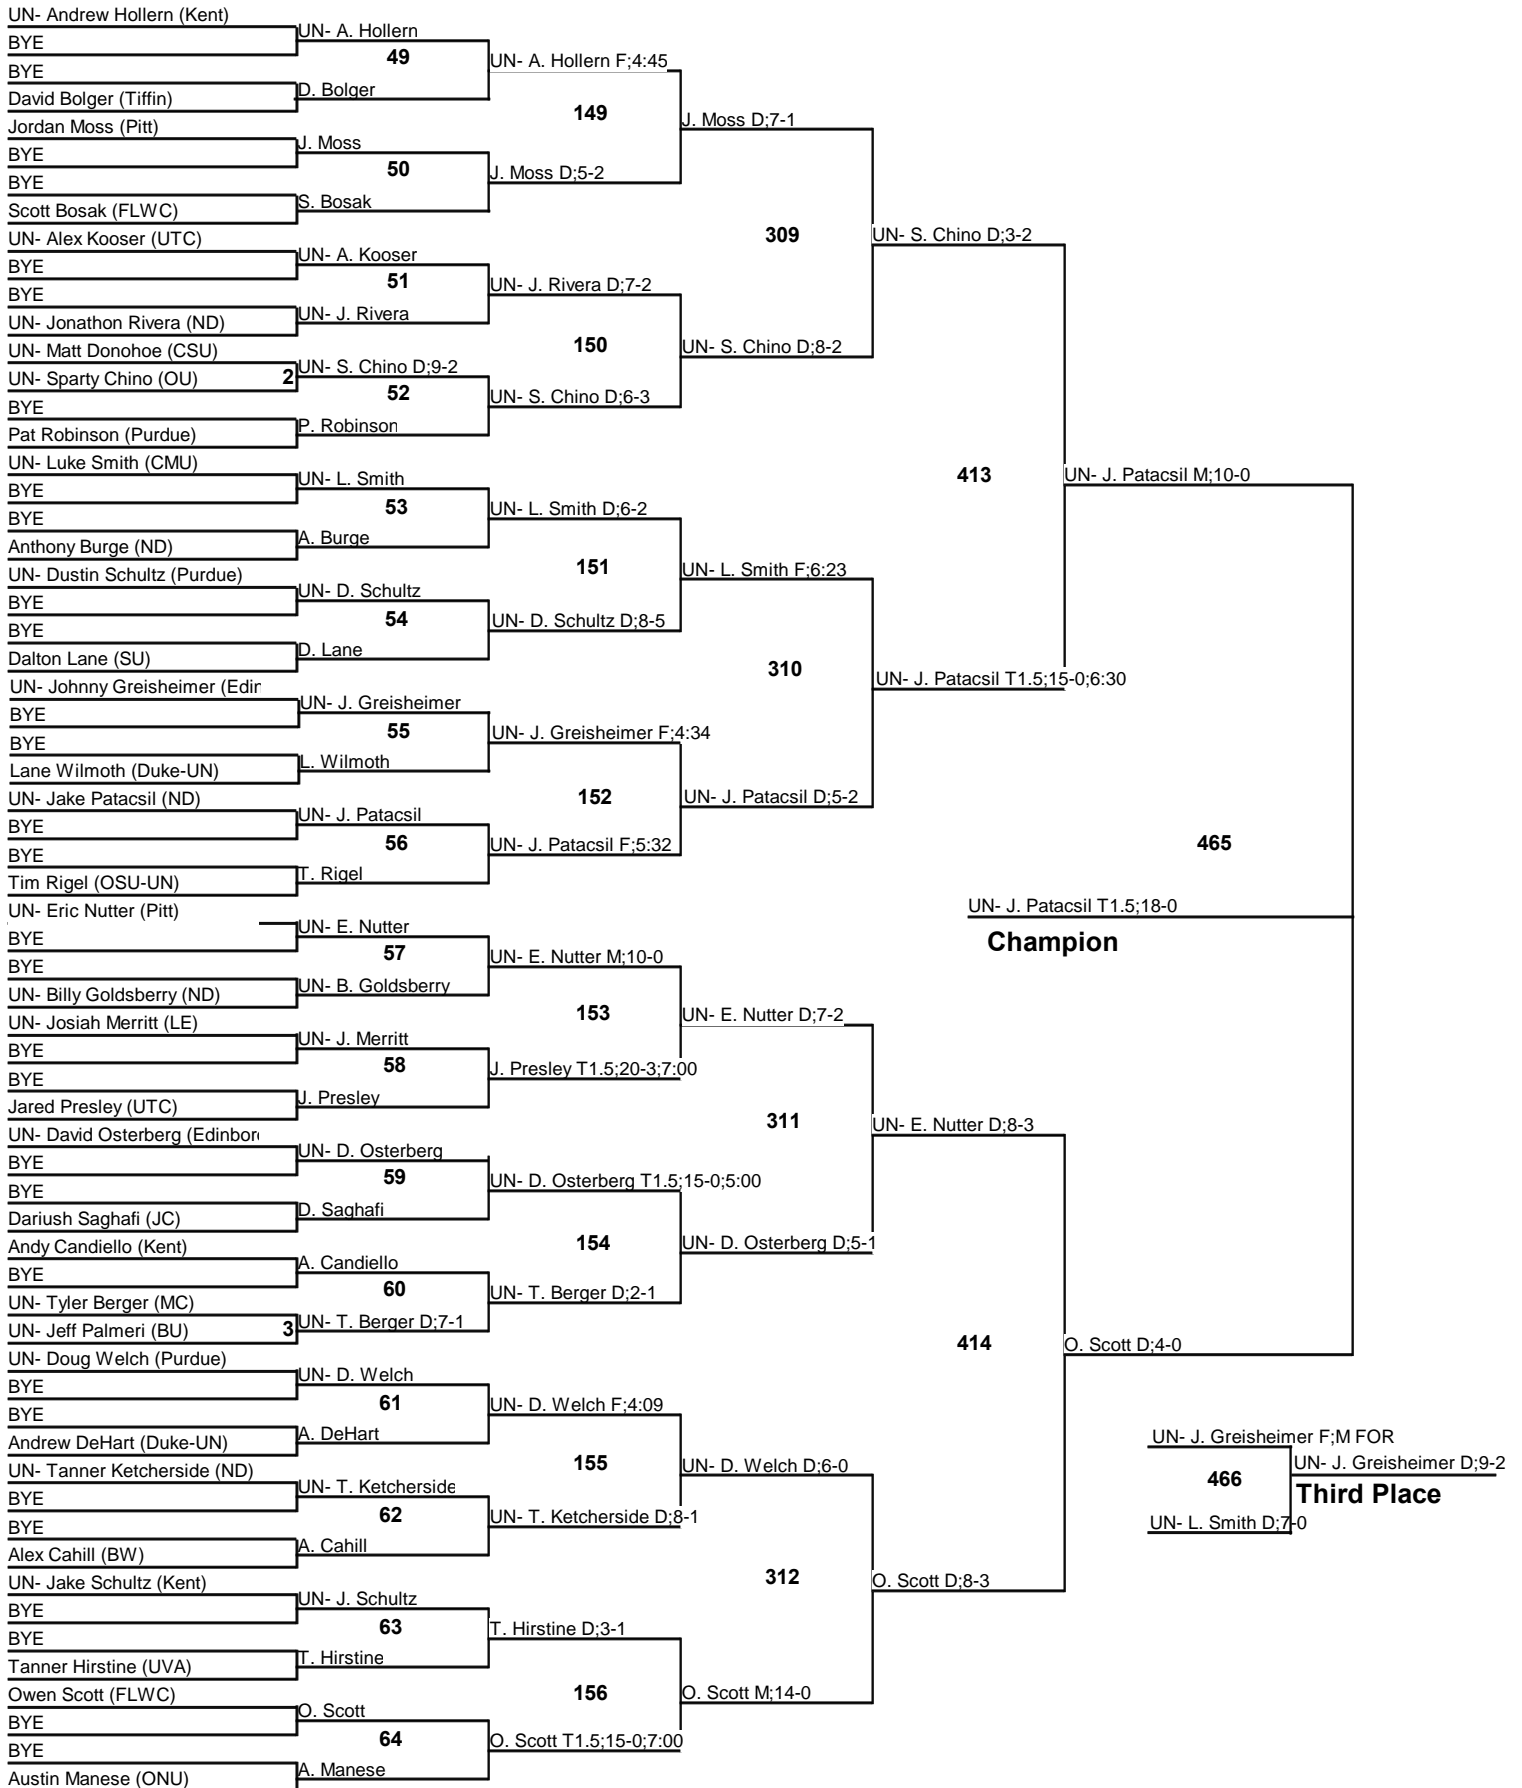 UN- Andrew Hollern (Kent)
BYE
BYE
David Bolger (Tiffin)
Jordan Moss (Pitt)
BYE
BYE
Scott Bosak (FLWC)
UN- Alex Kooser (UTC)
BYE
BYE
UN- Jonathon Rivera (ND)
UN- Matt Donohoe (CSU)
UN- Sparty Chino (OU) 2
BYE
Pat Robinson (Purdue)
UN- Luke Smith (CMU)
BYE
BYE
Anthony Burge (ND)
UN- Dustin Schultz (Purdue)
BYE
BYE
Dalton Lane (SU)
UN- Johnny Greisheimer (Edin
BYE
BYE
Lane Wilmoth (Duke-UN)
UN- Jake Patacsil (ND)
BYE
BYE
Tim Rigel (OSU-UN)
UN- Eric Nutter (Pitt)
BYE
BYE
UN- Billy Goldsberry (ND)
UN- Josiah Merritt (LE)
BYE
BYE
Jared Presley (UTC)
UN- David Osterberg (Edinboro
BYE
BYE
Dariush Saghafi (JC)
Andy Candiello (Kent)
BYE
UN- Tyler Berger (MC)
UN- Jeff Palmeri (BU) 3
UN- Doug Welch (Purdue)
BYE
BYE
Andrew DeHart (Duke-UN)
UN- Tanner Ketcherside (ND)
BYE
BYE
Alex Cahill (BW)
UN- Jake Schultz (Kent)
BYE
BYE
Tanner Hirstine (UVA)
Owen Scott (FLWC)
BYE
BYE
Austin Manese (ONU)
UN- A. Hollern
49
D. Bolger
J. Moss
50
S. Bosak
UN- A. Kooser
51
UN- J. Rivera
UN- S. Chino D;9-2
52
P. Robinson
UN- L. Smith
53
A. Burge
UN- D. Schultz
54
D. Lane
UN- J. Greisheimer
55
L. Wilmoth
UN- J. Patacsil
56
T. Rigel
UN- E. Nutter
57
UN- B. Goldsberry
UN- J. Merritt
58
J. Presley
UN- D. Osterberg
59
D. Saghafi
A. Candiello
60
UN- T. Berger D;7-1
UN- D. Welch
61
A. DeHart
UN- T. Ketcherside
62
A. Cahill
UN- J. Schultz
63
T. Hirstine
O. Scott
64
A. Manese
UN- A. Hollern F;4:45
149
J. Moss D;5-2
UN- J. Rivera D;7-2
150
UN- S. Chino D;6-3
UN- L. Smith D;6-2
151
UN- D. Schultz D;8-5
UN- J. Greisheimer F;4:34
152
UN- J. Patacsil F;5:32
UN- E. Nutter M;10-0
153
J. Presley T1.5;20-3;7:00
UN- D. Osterberg T1.5;15-0;5:00
154
UN- T. Berger D;2-1
UN- D. Welch F;4:09
155
UN- T. Ketcherside D;8-1
T. Hirstine D;3-1
156
O. Scott T1.5;15-0;7:00
J. Moss D;7-1
309
UN- S. Chino D;8-2
UN- L. Smith F;6:23
310
UN- J. Patacsil D;5-2
UN- E. Nutter D;7-2
311
UN- D. Osterberg D;5-1
UN- D. Welch D;6-0
312
O. Scott M;14-0
UN- S. Chino D;3-2
413
UN- J. Patacsil T1.5;15-0;6:30
UN- E. Nutter D;8-3
414
O. Scott D;8-3
UN- J. Patacsil M;10-0
465
O. Scott D;4-0
UN- J. Patacsil T1.5;18-0
Champion
UN- J. Greisheimer F;M FOR
466
UN- L. Smith D;7-0
UN- J. Greisheimer D;9-2
Third Place